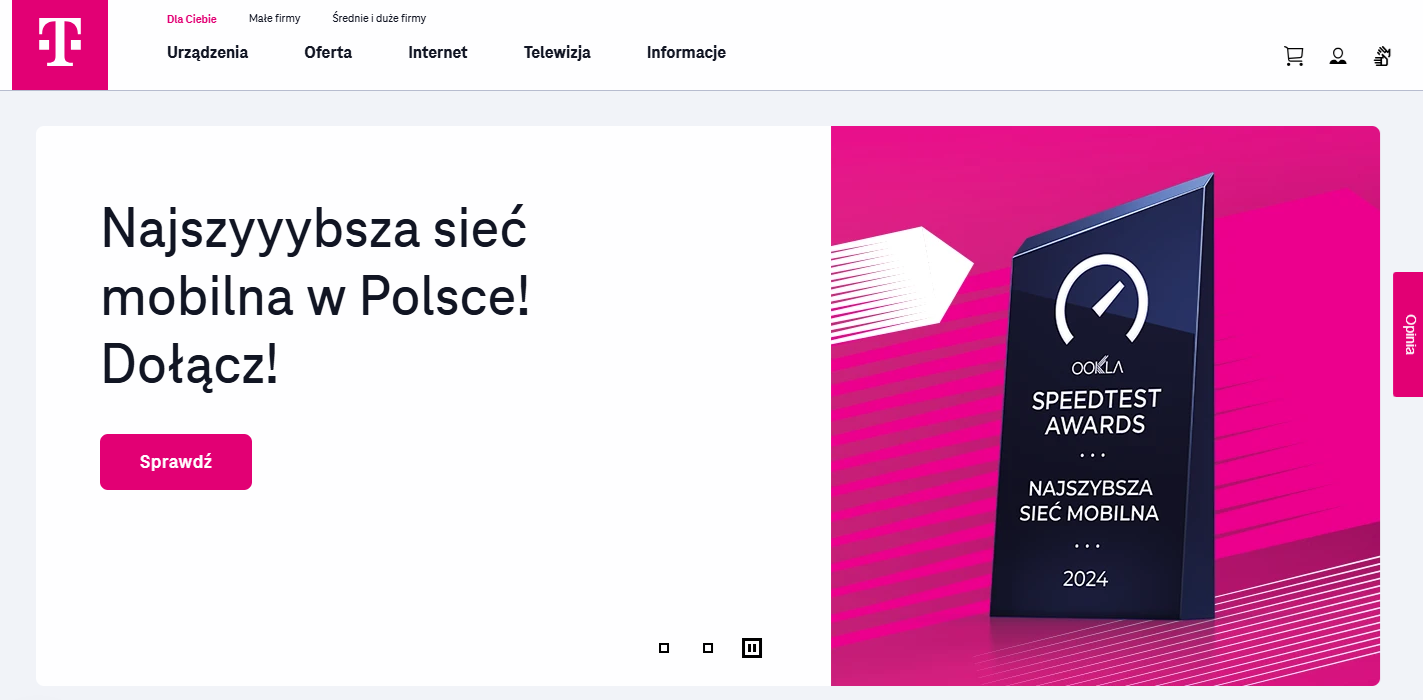 Dla Ciebie
Małe firmy
Średnie i duże firmy
T
Urządzenia
Oferta
Internet
Telewizja
Informacje
Najszyyybsza sieć
mobilna w Polsce!
Dołącz!
Sprawdź
OOKLA
SPEEDTEST
AWARDS
NAJSZYBSZA
SIEĆ MOBILNA
2024
Opinia